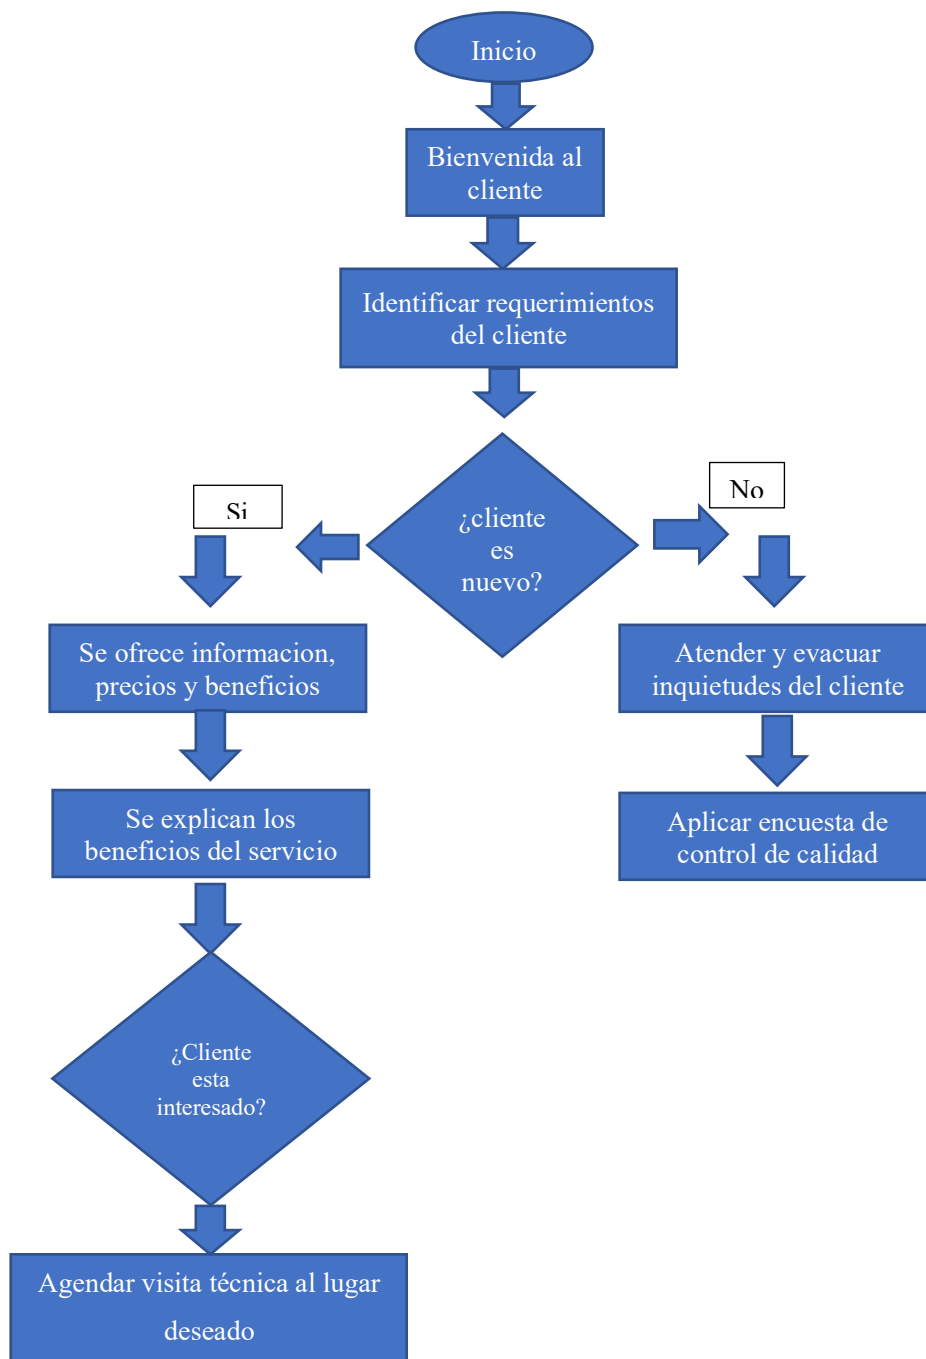 Inicio
Bienvenida al
cliente
Identificar requerimientos
del cliente
¿cliente
es
nuevo?
Si
No
Se ofrece informacion,
precios y beneficios
Atender y evacuar
inquietudes del cliente
Se explican los
beneficios del servicio
Aplicar encuesta de
control de calidad
¿Cliente
esta
interesado?
Agendar visita técnica al lugar
deseado